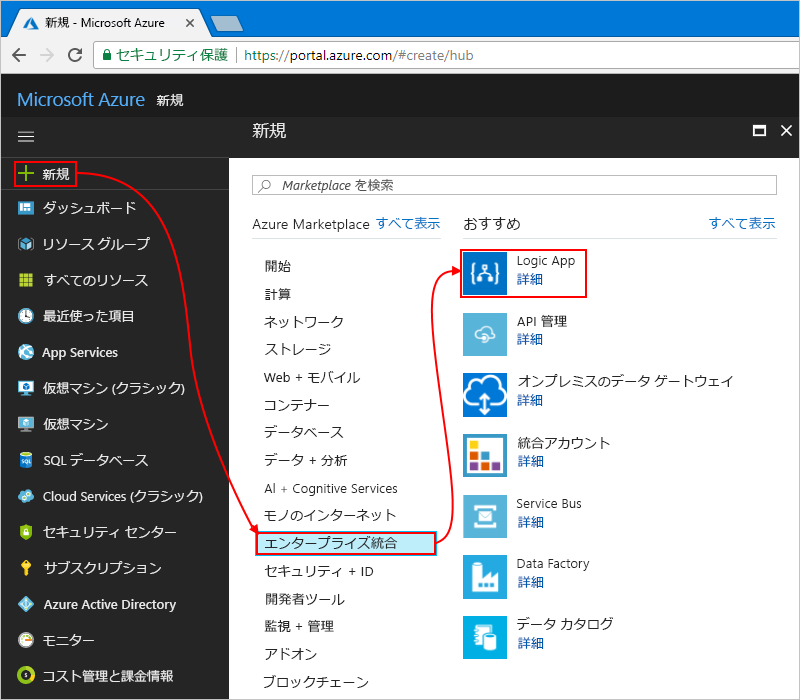 新規 - Microsoft Azure
セキュリティ保護 https://portal.azure.com/#create/hub
Microsoft Azure 新規
新規
新規
ダッシュボード
リソース グループ
すべてのリソース
最近使った項目
App Services
仮想マシン (クラシック)
仮想マシン
SQL データベース
Cloud Services (クラシック)
セキュリティ センター
サブスクリプション
Azure Active Directory
モニター
コスト管理と課金情報
Marketplace を検索
Azure Marketplace すべて表示
開始
計算
ネットワーク
ストレージ
Web + モバイル
コンテナー
データベース
データ + 分析
AI + Cognitive Services
モノのインターネット
エンタープライズ統合
セキュリティ + ID
開発者ツール
監視 + 管理
アドオン
ブロックチェーン
おすすめ すべて表示
Logic App
詳細
API 管理
詳細
オンプレミスのデータ ゲートウェイ
詳細
統合アカウント
詳細
Service Bus
詳細
Data Factory
詳細
データ カタログ
詳細